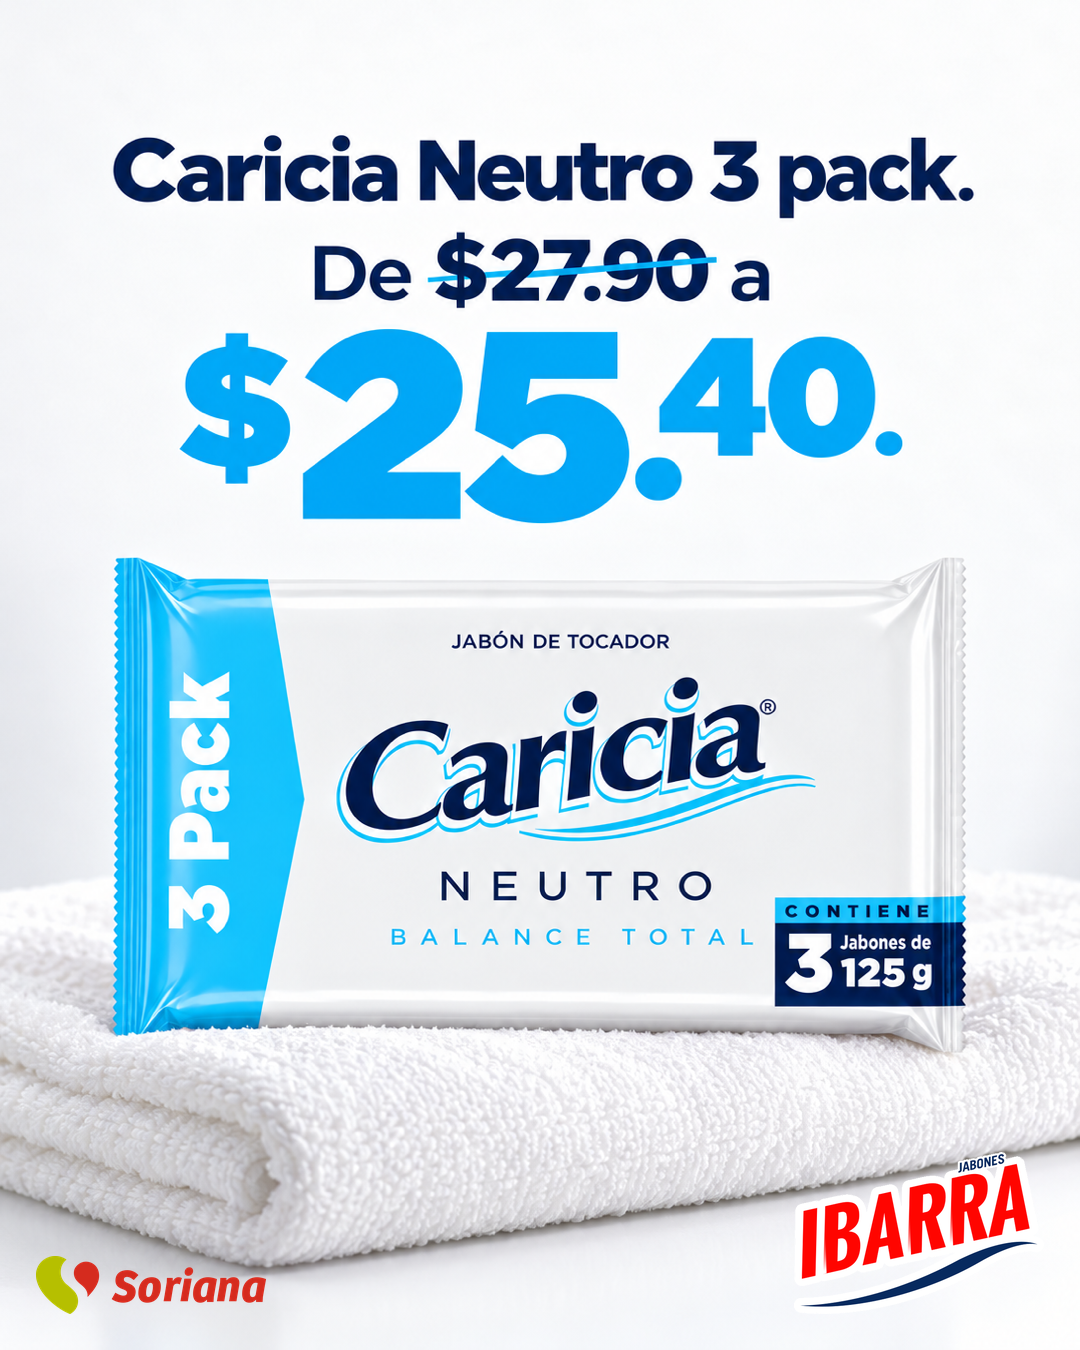 Caricia Neutro 3 pack.
De $27.90 a
$25.40.
JABÓN DE TOCADOR
Caricia®
NEUTRO
BALANCE TOTAL
3 Pack
CONTIENE
3 Jabones de
125 g
JABONES
IBARRA
Soriana